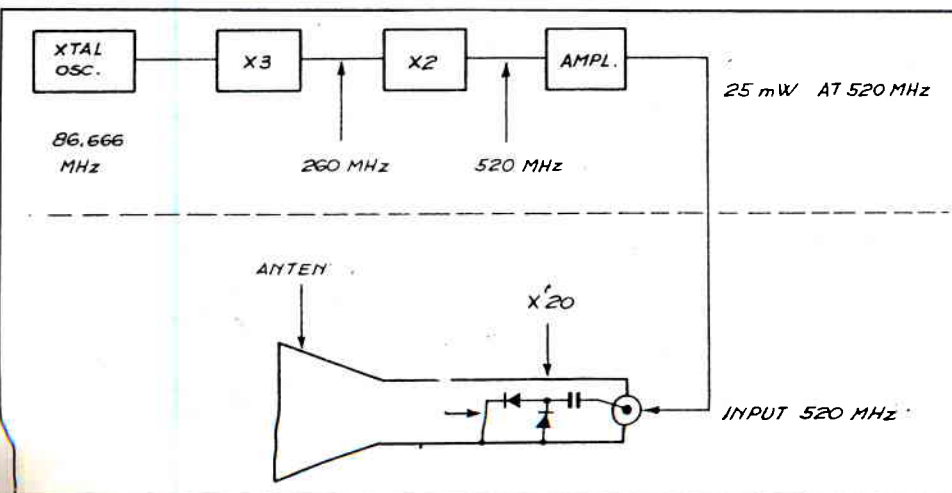 XTAL
OSC.
X3
X2
AMPL.
25 mW AT 520 MHz
86.666
MHz
260 MHz
520 MHz
ANTEN
X'20
INPUT 520 MHz